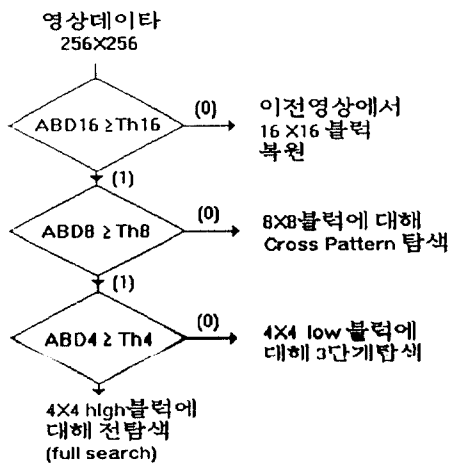 영상데이타
256X256
ABD16 ≥ Th16
(0)
이전영상에서
16 X16 블럭
복원
(1)
ABD8 ≥ Th8
(0)
8X8블럭에 대해
Cross Pattern 탐색
(1)
ABD4 ≥ Th4
(0)
4X4 low 블럭에
대해 3단계탐색
4X4 high블럭에
대해 전탐색
(full search)